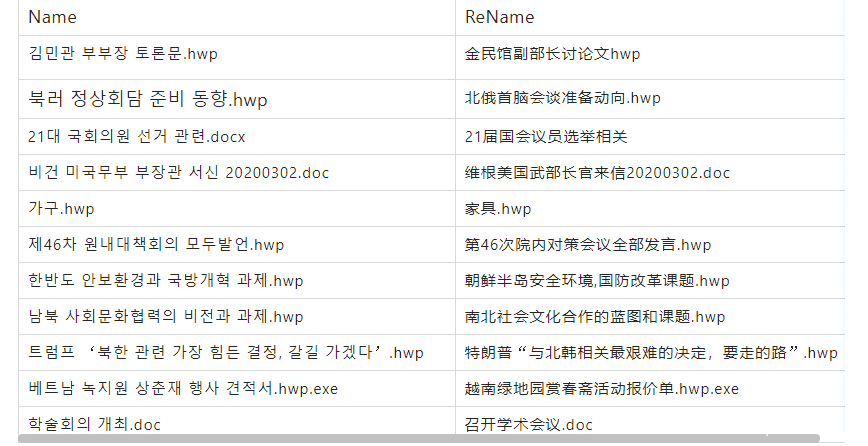 Name ReName
김민관 부부장 토론문.hwp 金民馆副部长讨论文hwp
북러 정상회담 준비 동향.hwp 北俄首脑会谈准备动向.hwp
21대 국회의원 선거 관련.docx 21届国会议员选举相关
비건 미국무부 부장관 서신 20200302.doc 维根美国武部长官来信20200302.doc
가구.hwp 家具.hwp
제46차 원내대책회의 모두발언.hwp 第46次院内对策会议全部发言.hwp
한반도 안보환경과 국방개혁 과제.hwp 朝鲜半岛安全环境,国防改革课题.hwp
남북 사회문화협력의 비전과 과제.hwp 南北社会文化合作的蓝图和课题.hwp
트럼프 ‘북한 관련 가장 힘든 결정, 갈길 가겠다’.hwp 特朗普“与北韩相关最艰难的决定，要走的路”.hwp
베트남 녹지원 상춘재 행사 견적서.hwp.exe 越南绿地园赏春斋活动报价单.hwp.exe
학술회의 개최.doc 召开学术会议.doc